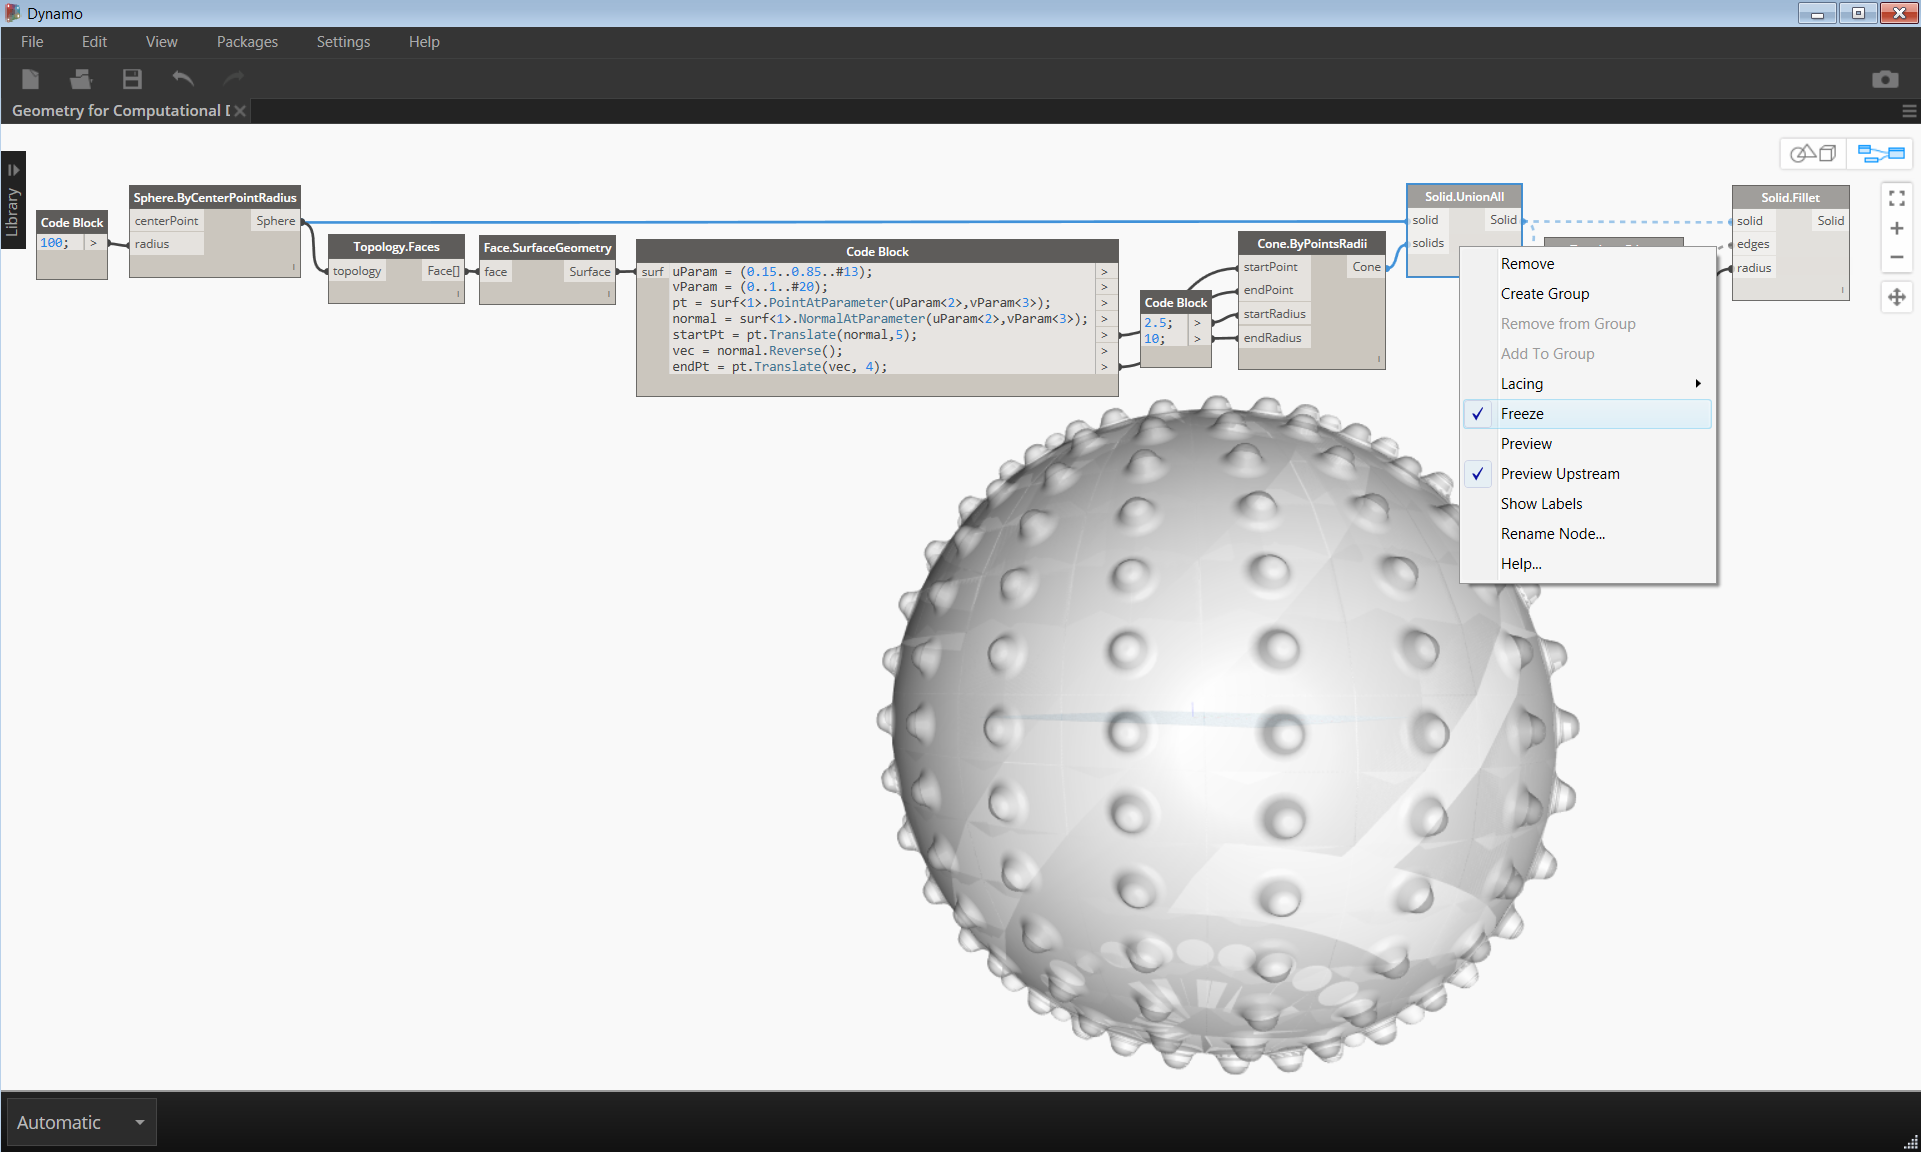 Dynamo
File Edit View Packages Settings Help
Geometry for Computational D
Library
Code Block
100; >
Sphere.ByCenterPointRadius
centerPoint Sphere
radius
Topology.Faces
topology Face[]
Face.SurfaceGeometry
face Surface
Code Block
surf uParam = (0.15..0.85..#13); >
vParam = (0..1..#20); >
pt = surf<1>.PointAtParameter(uParam<2>,vParam<3>); >
normal = surf<1>.NormalAtParameter(uParam<2>,vParam<3>); >
startPt = pt.Translate(normal,5); >
vec = normal.Reverse(); >
endPt = pt.Translate(vec, 4); >
Code Block
2.5; >
10; >
Cone.ByPointsRadii
startPoint Cone
endPoint
startRadius
endRadius
Solid.UnionAll
solid Solid
solids
Solid.Fillet
solid Solid
edges
radius
Remove
Create Group
Remove from Group
Add To Group
Lacing
Freeze
Preview
Preview Upstream
Show Labels
Rename Node...
Help...
Automatic